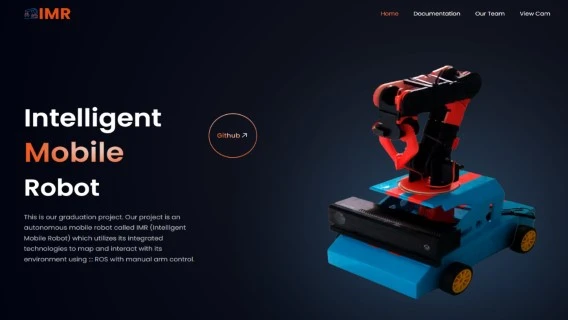 IMR
Home Documentation Our Team View Cam
Intelligent
Mobile
Robot
Github
This is our graduation project. Our project is an
autonomous mobile robot called IMR (Intelligent
Mobile Robot) which utilizes its integrated
technologies to map and interact with its
environment using ::: ROS with manual arm control.